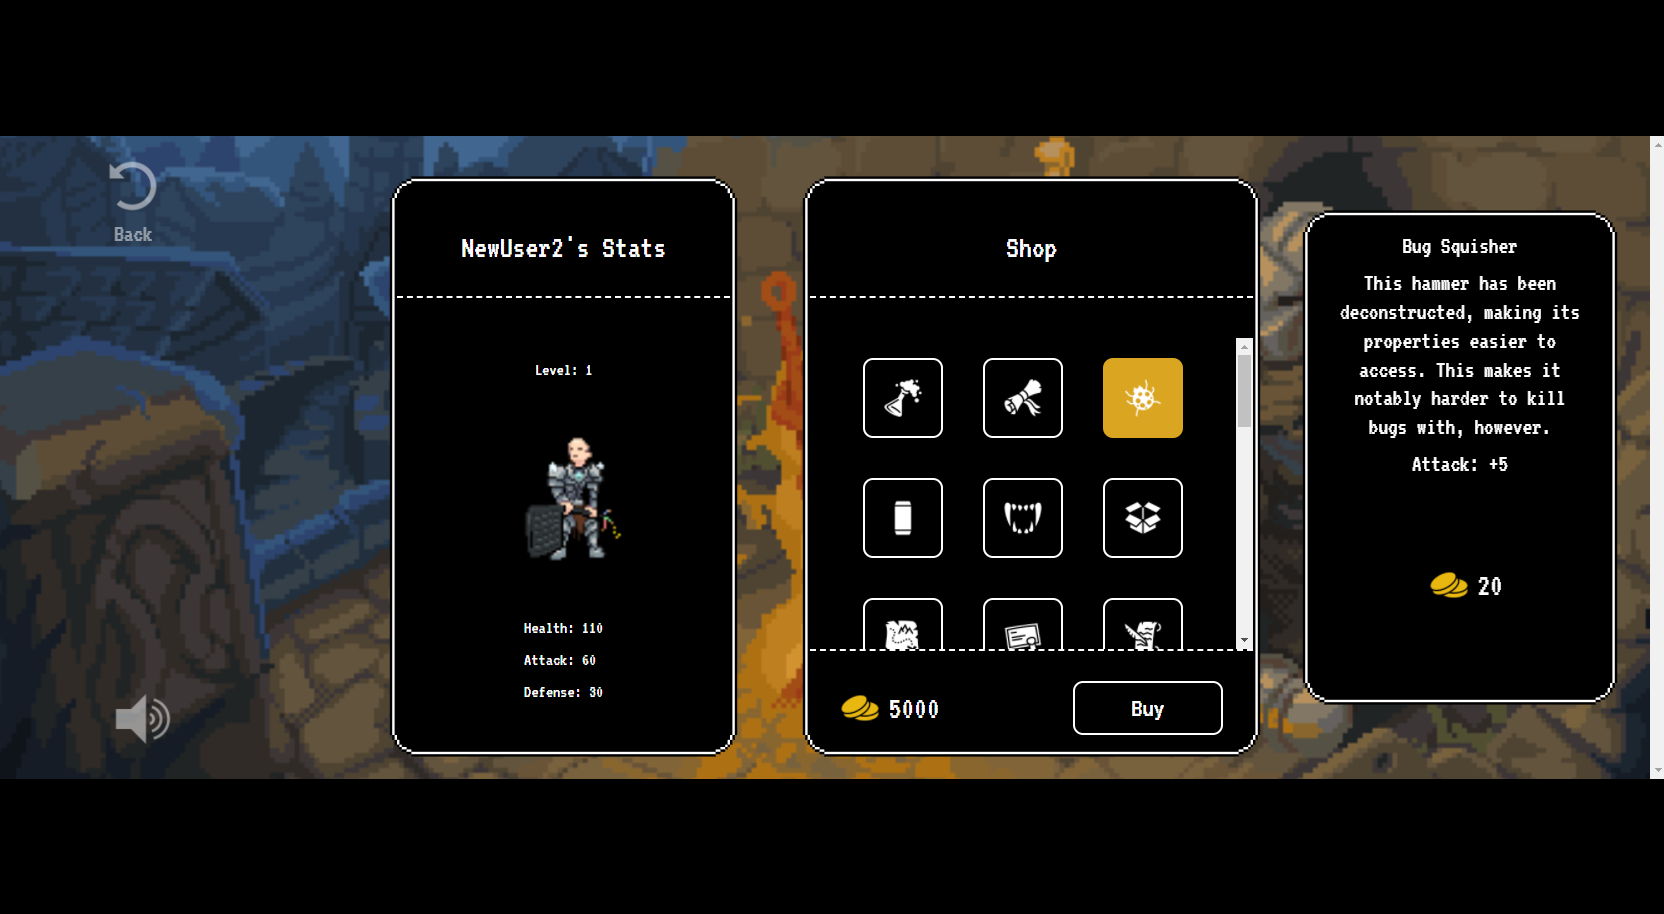 Back
NewUser2's Stats
Level: 1
Health: 110
Attack: 60
Defense: 30
Shop
5000
Buy
Bug Squisher
This hammer has been
deconstructed, making its
properties easier to
access. This makes it
notably harder to kill
bugs with, however.
Attack: +5
20